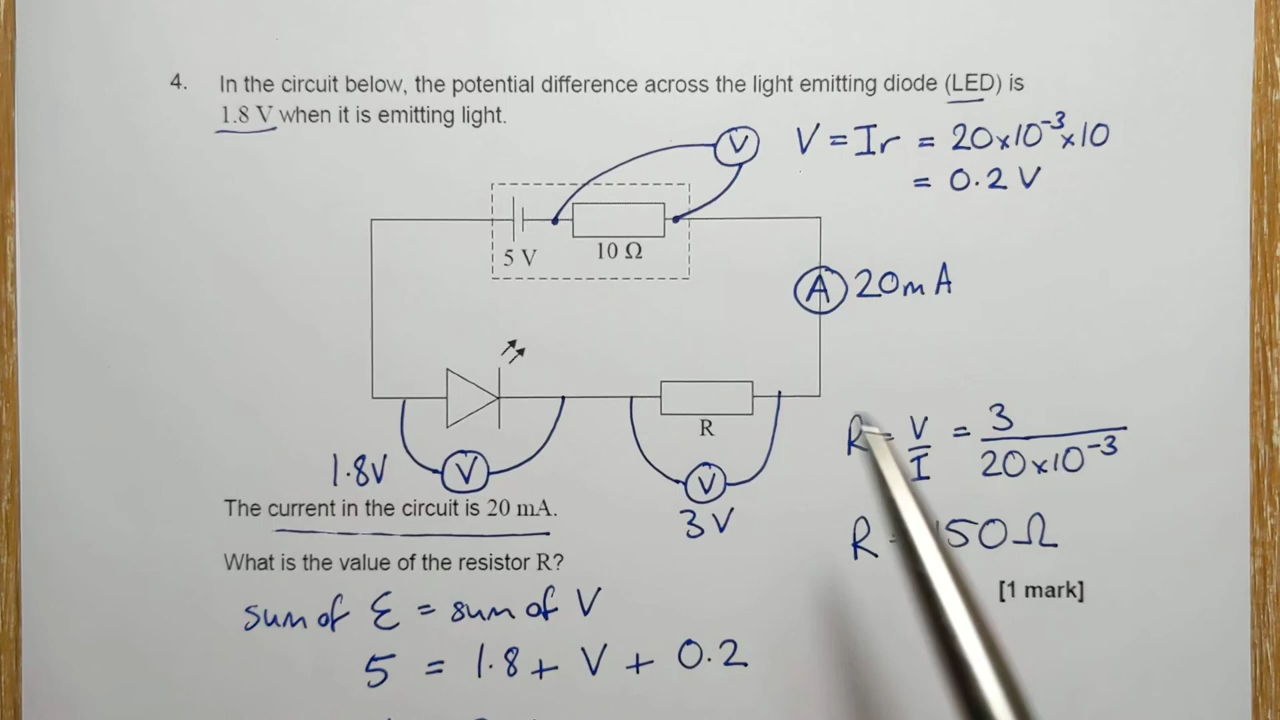 4. In the circuit below, the potential difference across the light emitting diode (LED) is
1.8 V when it is emitting light.
V
V = Ir = 20×10⁻³×10
= 0.2 V
5 V
10 Ω
A 20mA
R
R = V/I = 3/20×10⁻³
1.8V
V
V
3V
The current in the circuit is 20 mA.
R 150Ω
What is the value of the resistor R?
[1 mark]
sum of Ɛ = sum of V
5 = 1.8 + V + 0.2